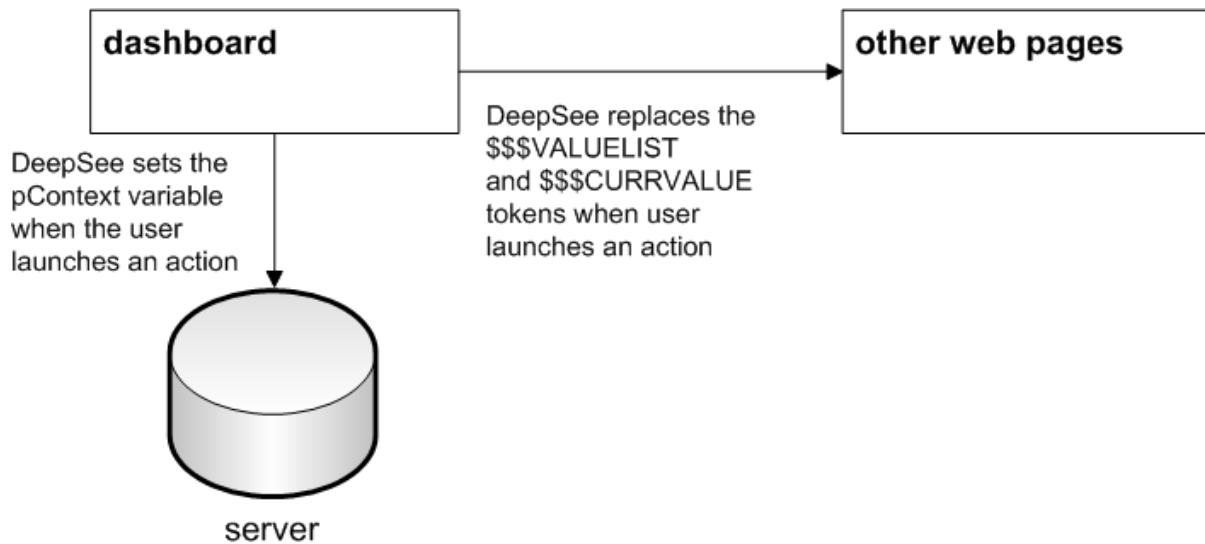 dashboard
other web pages
DeepSee replaces the
$$$VALUELIST
and $$$CURRVALUE
tokens when user
launches an action
DeepSee sets the
pContext variable
when the user
launches an action
server